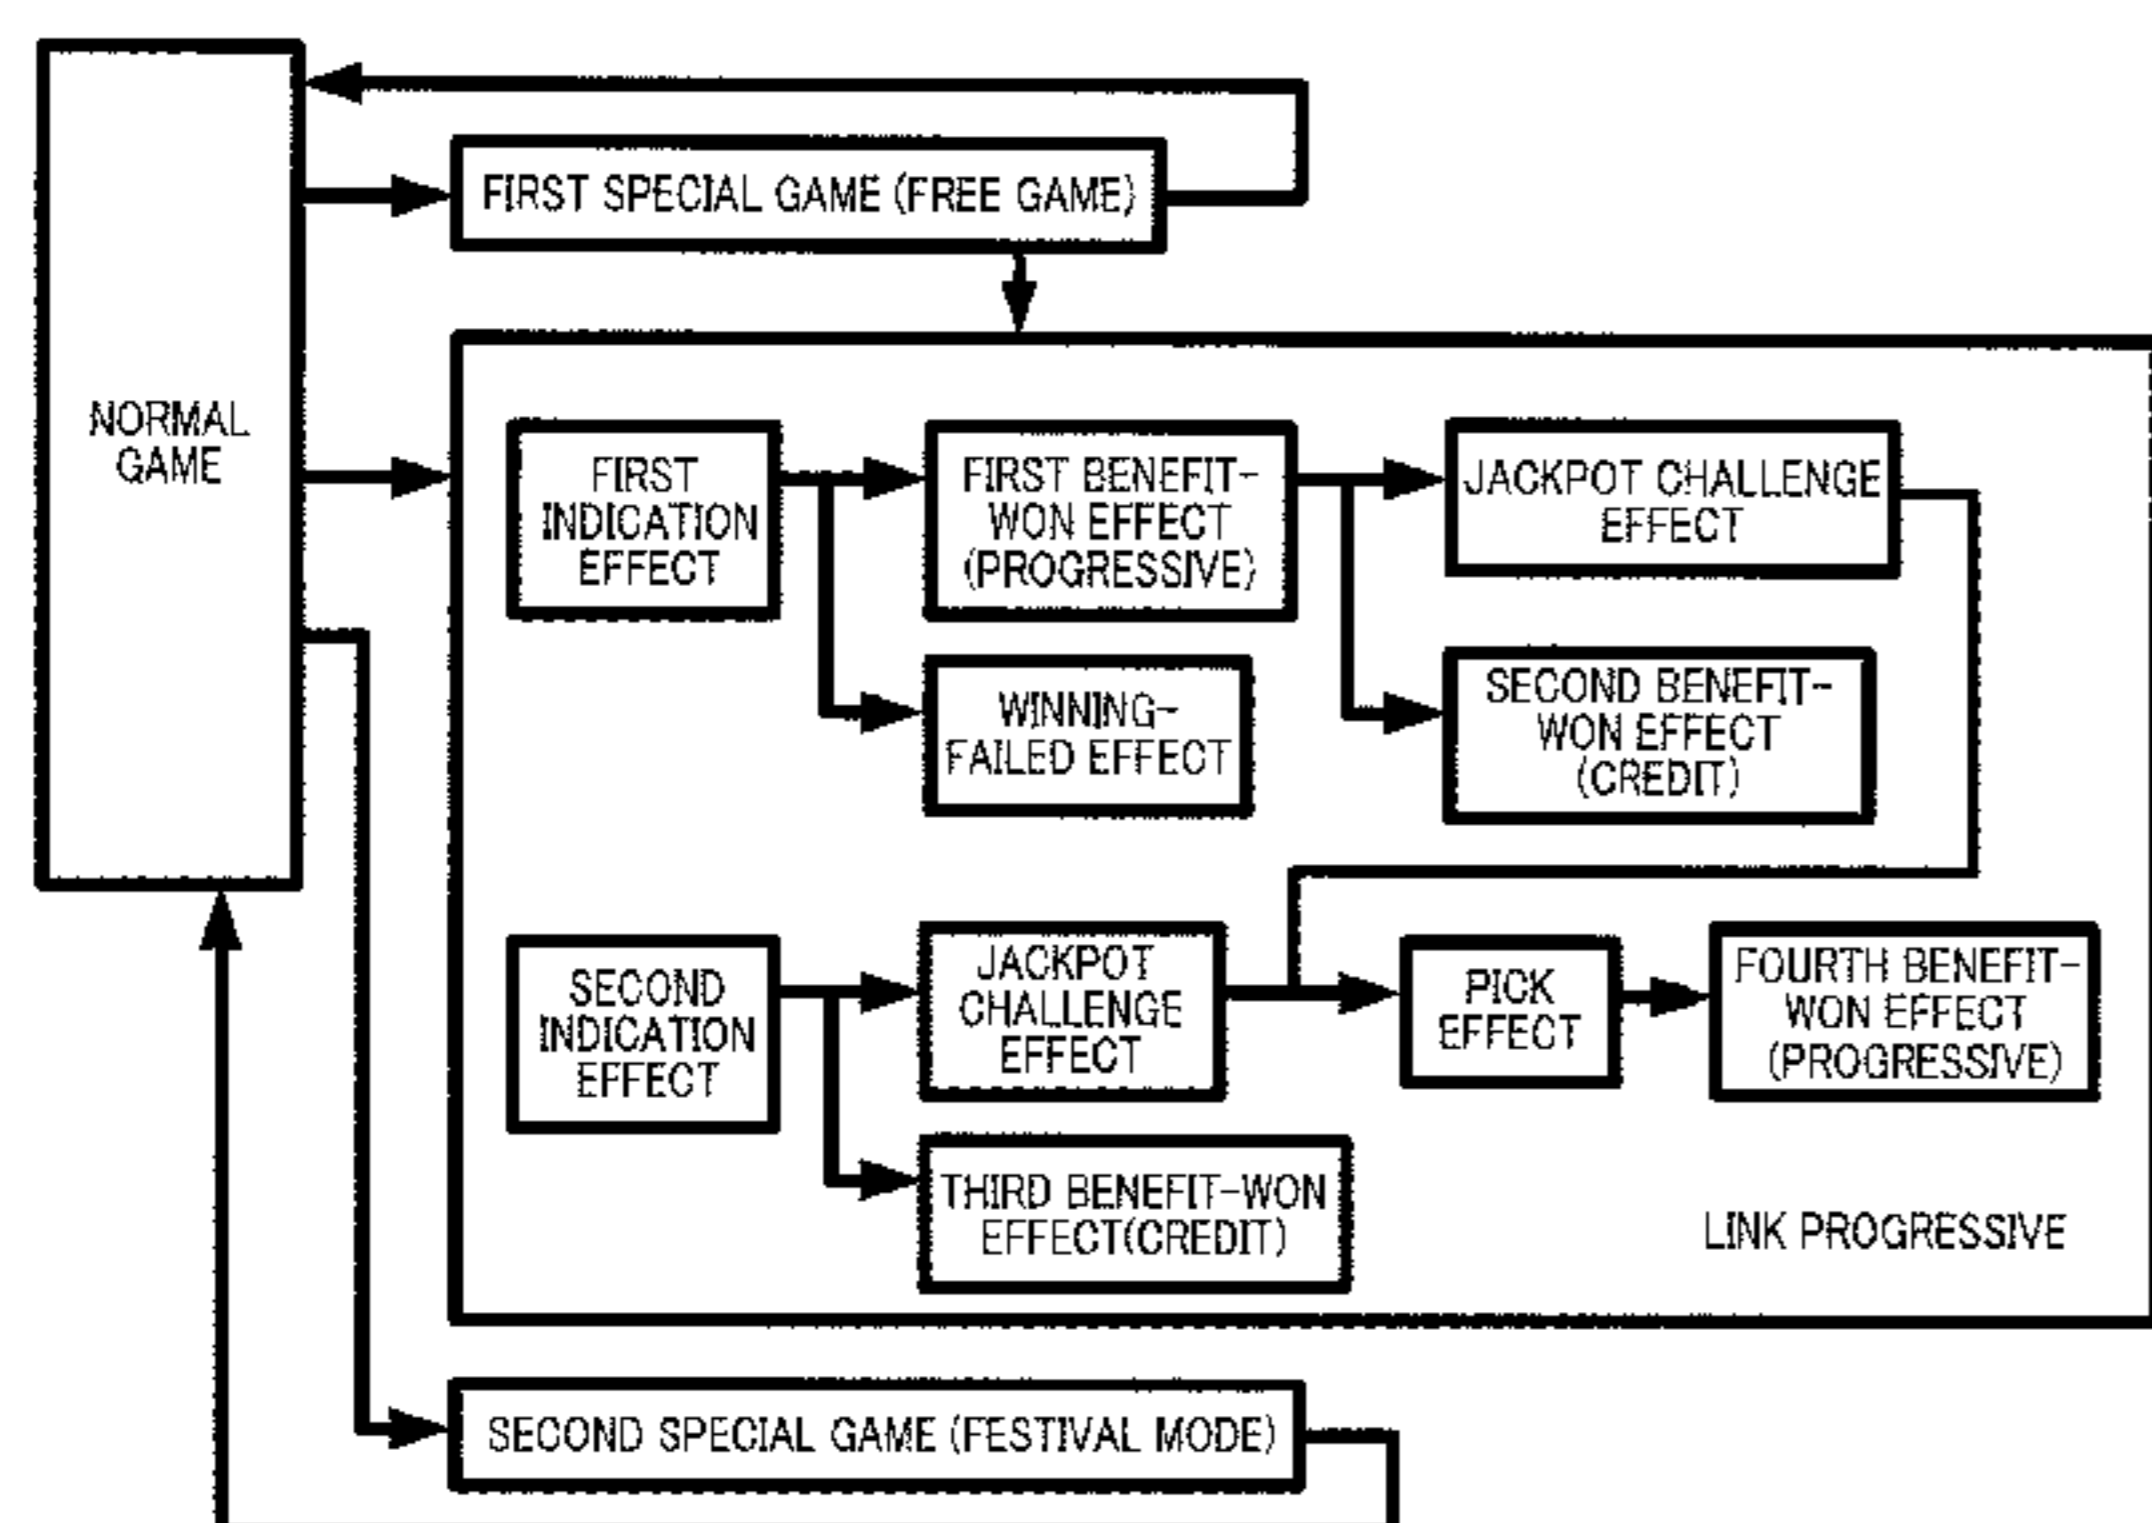 FIRST SPECIAL GAME (FREE GAME)
NORMAL
GAME
FIRST
INDICATION
EFFECT
FIRST BENEFIT-
WON EFFECT
(PROGRESSIVE)
JACKPOT CHALLENGE
EFFECT
WINNING-
FAILED EFFECT
SECOND BENEFIT-
WON EFFECT
(CREDIT)
SECOND
INDICATION
EFFECT
JACKPOT
CHALLENGE
EFFECT
PICK
EFFECT
FOURTH BENEFIT-
WON EFFECT
(PROGRESSIVE)
THIRD BENEFIT-WON
EFFECT(CREDIT)
LINK PROGRESSIVE
SECOND SPECIAL GAME (FESTIVAL MODE)